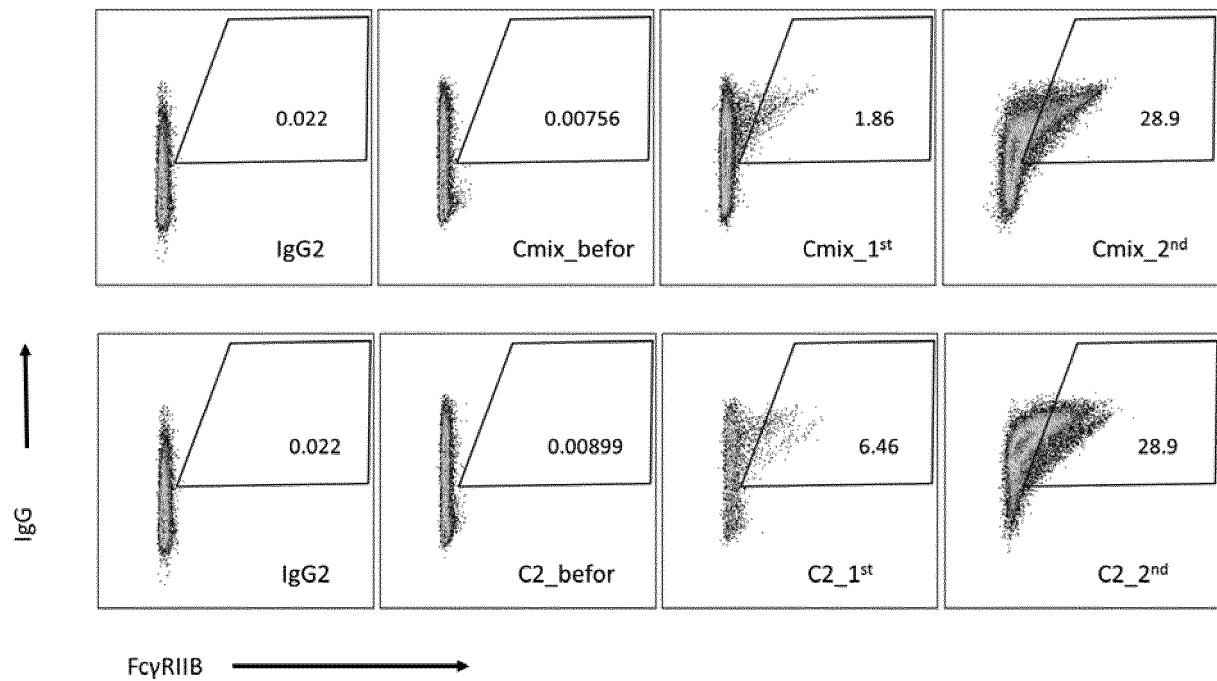 0.022
IgG2
0.00756
Cmix_befor
1.86
Cmix_1st
28.9
Cmix_2nd
0.022
IgG2
0.00899
C2_befor
6.46
C2_1st
28.9
C2_2nd
IgG
FcγRIIB